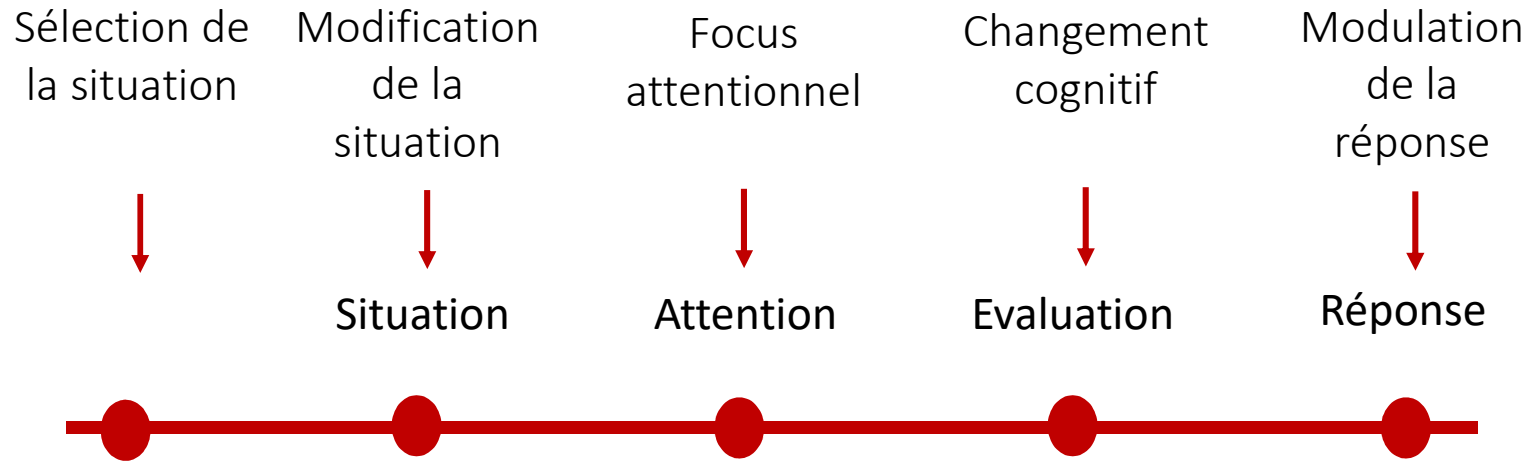 Sélection de
la situation
Modification
de la
situation
Focus
attentionnel
Changement
cognitif
Modulation
de la
réponse
Situation
Attention
Evaluation
Réponse